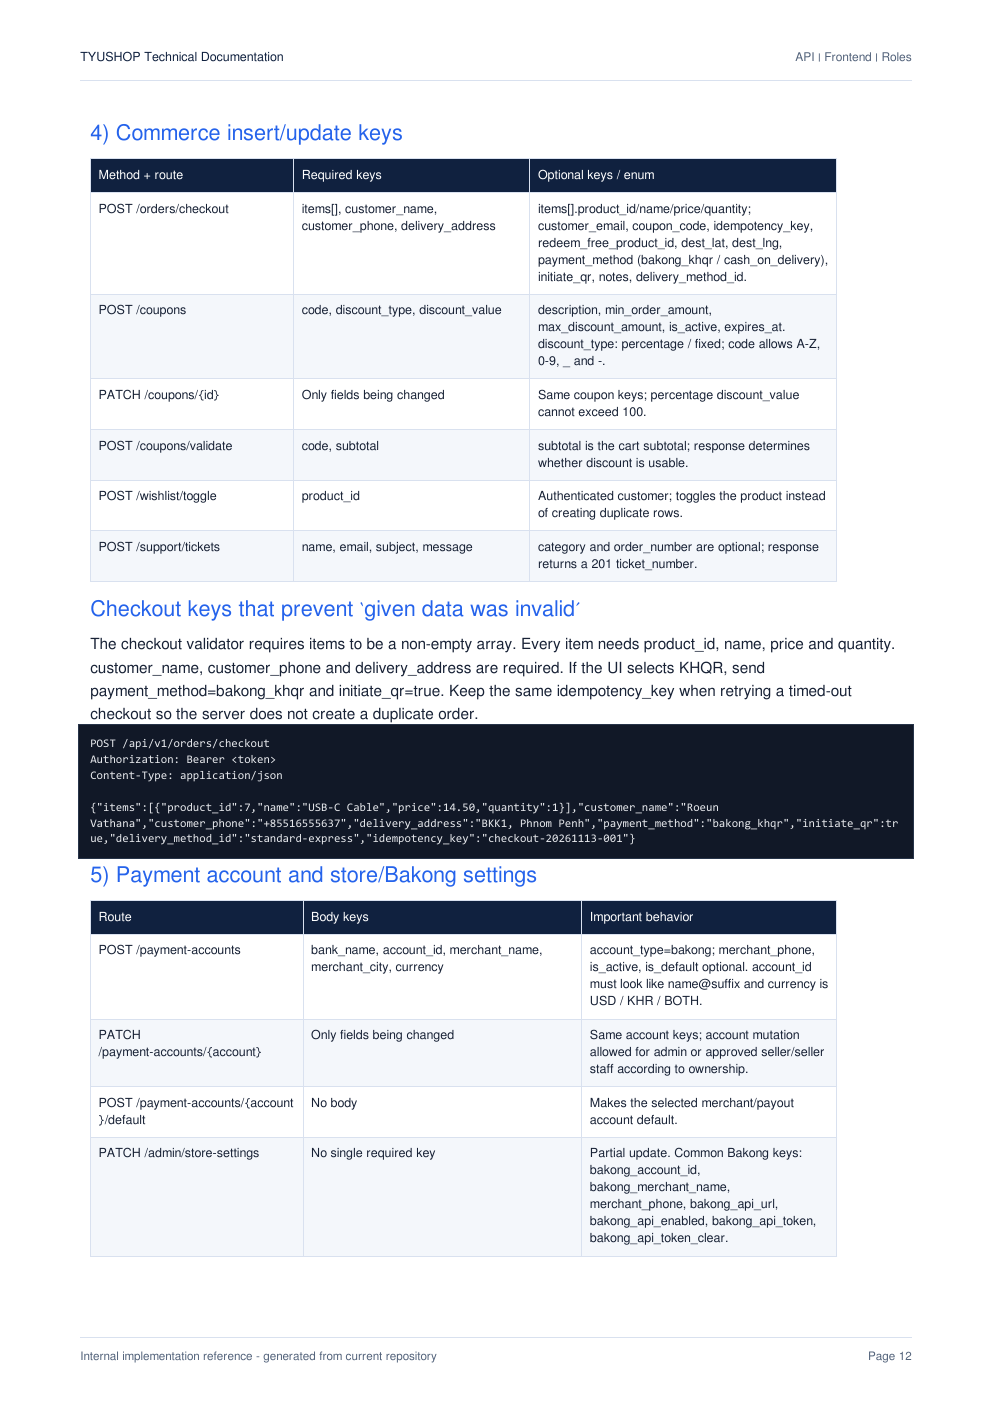 TYUSHOP Technical Documentation
API | Frontend | Roles
4) Commerce insert/update keys
Method + route
Required keys
Optional keys / enum
POST /orders/checkout
items[], customer_name,
customer_phone, delivery_address
items[].product_id/name/price/quantity;
customer_email, coupon_code, idempotency_key,
redeem_free_product_id, dest_lat, dest_lng,
payment_method (bakong_khqr / cash_on_delivery),
initiate_qr, notes, delivery_method_id.
POST /coupons
code, discount_type, discount_value
description, min_order_amount,
max_discount_amount, is_active, expires_at.
discount_type: percentage / fixed; code allows A-Z,
0-9, _ and -.
PATCH /coupons/{id}
Only fields being changed
Same coupon keys; percentage discount_value
cannot exceed 100.
POST /coupons/validate
code, subtotal
subtotal is the cart subtotal; response determines
whether discount is usable.
POST /wishlist/toggle
product_id
Authenticated customer; toggles the product instead
of creating duplicate rows.
POST /support/tickets
name, email, subject, message
category and order_number are optional; response
returns a 201 ticket_number.
Checkout keys that prevent 'given data was invalid'
The checkout validator requires items to be a non-empty array. Every item needs product_id, name, price and quantity.
customer_name, customer_phone and delivery_address are required. If the UI selects KHQR, send
payment_method=bakong_khqr and initiate_qr=true. Keep the same idempotency_key when retrying a timed-out
checkout so the server does not create a duplicate order.
POST /api/v1/orders/checkout
Authorization: Bearer <token>
Content-Type: application/json
{"items":[{"product_id":7,"name":"USB-C Cable","price":14.50,"quantity":1}],"customer_name":"Roeun
Vathana","customer_phone":"+85516555637","delivery_address":"BKK1, Phnom Penh","payment_method":"bakong_khqr","initiate_qr":tr
ue,"delivery_method_id":"standard-express","idempotency_key":"checkout-20261113-001"}
5) Payment account and store/Bakong settings
Route
Body keys
Important behavior
POST /payment-accounts
bank_name, account_id, merchant_name,
merchant_city, currency
account_type=bakong; merchant_phone,
is_active, is_default optional. account_id
must look like name@suffix and currency is
USD / KHR / BOTH.
PATCH
/payment-accounts/{account}
Only fields being changed
Same account keys; account mutation
allowed for admin or approved seller/seller
staff according to ownership.
POST /payment-accounts/{account
}/default
No body
Makes the selected merchant/payout
account default.
PATCH /admin/store-settings
No single required key
Partial update. Common Bakong keys:
bakong_account_id,
bakong_merchant_name,
merchant_phone, bakong_api_url,
bakong_api_enabled, bakong_api_token,
bakong_api_token_clear.
Internal implementation reference - generated from current repository
Page 12